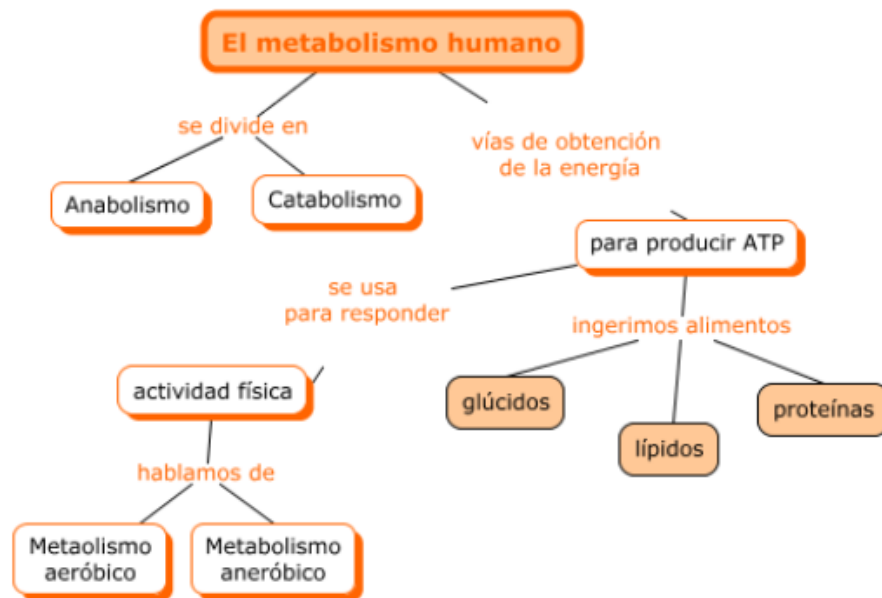 El metabolismo humano
se divide en
vías de obtención
de la energía
Anabolismo
Catabolismo
para producir ATP
se usa
para responder
ingerimos alimentos
actividad física
glúcidos
lípidos
proteínas
hablamos de
Metaolismo
aeróbico
Metabolismo
aneróbico